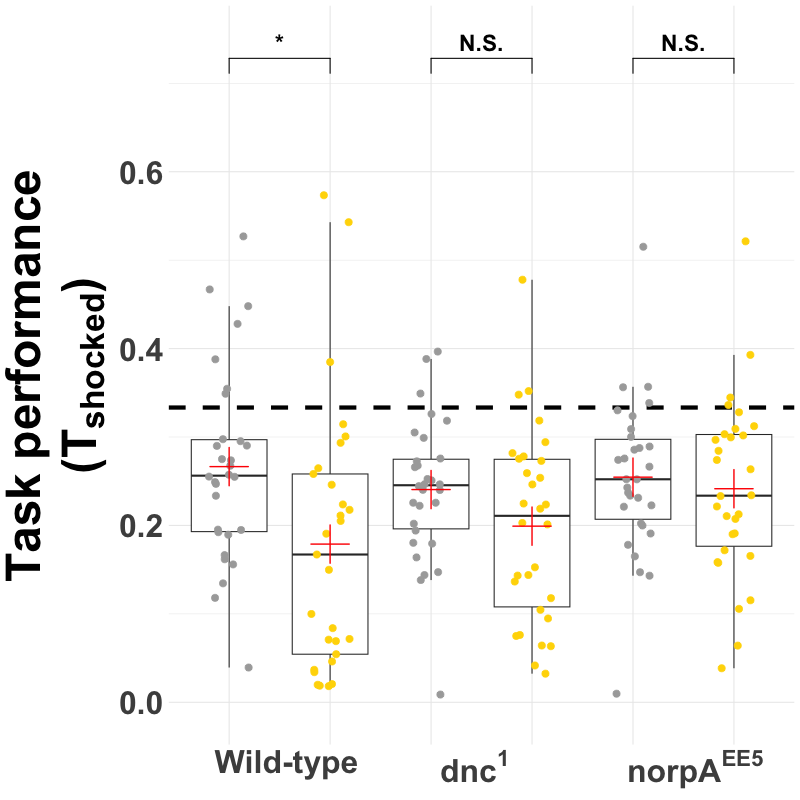 * N.S. N.S.
Task performance
(Tshocked)
0.6
0.4
0.2
0.0
Wild-type dnc1 norpAEE5